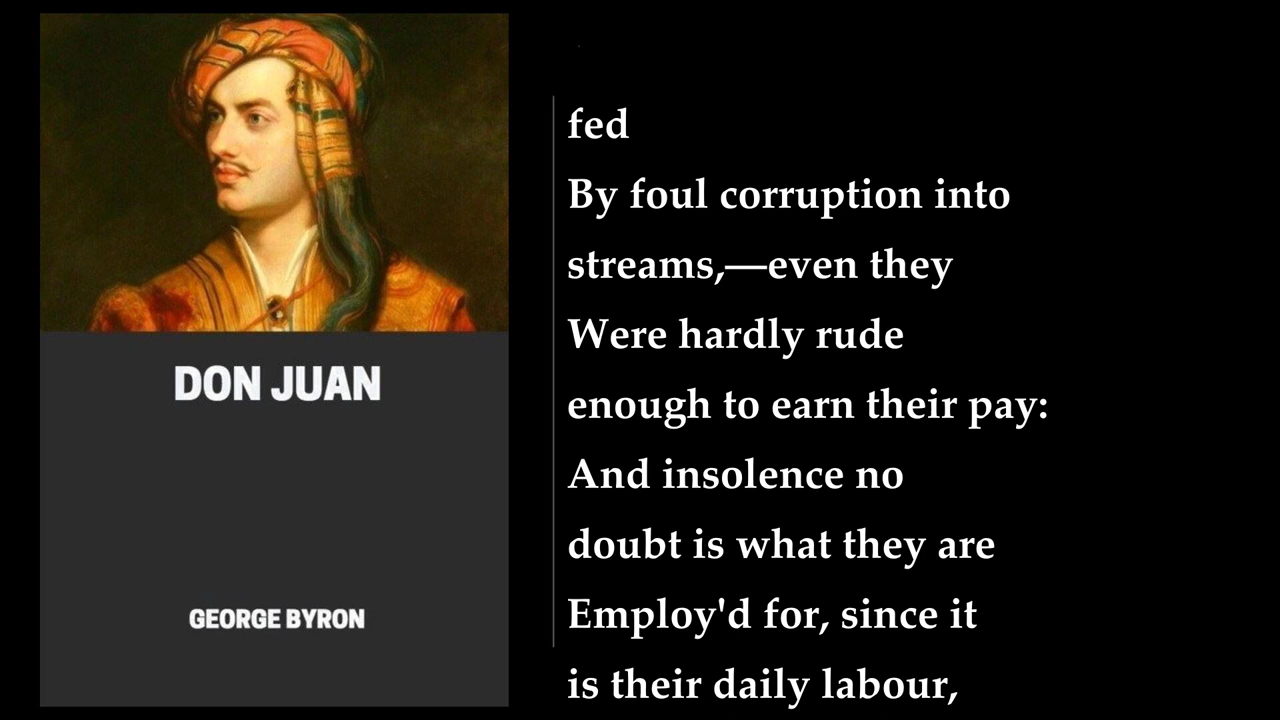 DON JUAN
GEORGE BYRON
fed
By foul corruption into
streams,—even they
Were hardly rude
enough to earn their pay:
And insolence no
doubt is what they are
Employ'd for, since it
is their daily labour,